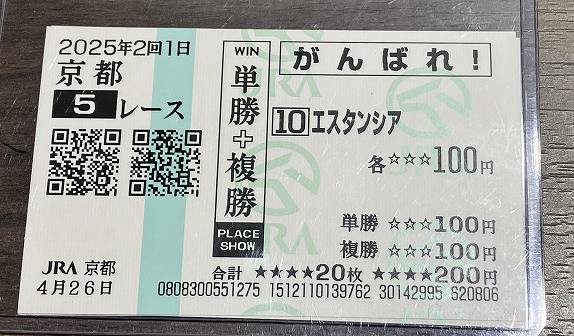 2025年2回1日
京都
5レース
JRA 京都
4月26日
WIN
単勝+複勝
PLACE
SHOW
がんばれ!
10エスタンシア
各☆☆☆100円
単勝 ☆☆☆100円
複勝 ☆☆☆100円
合計 ★★★★20枚 ★★★★200円
0808300551275 1512110139762 30142995 620806
JRA